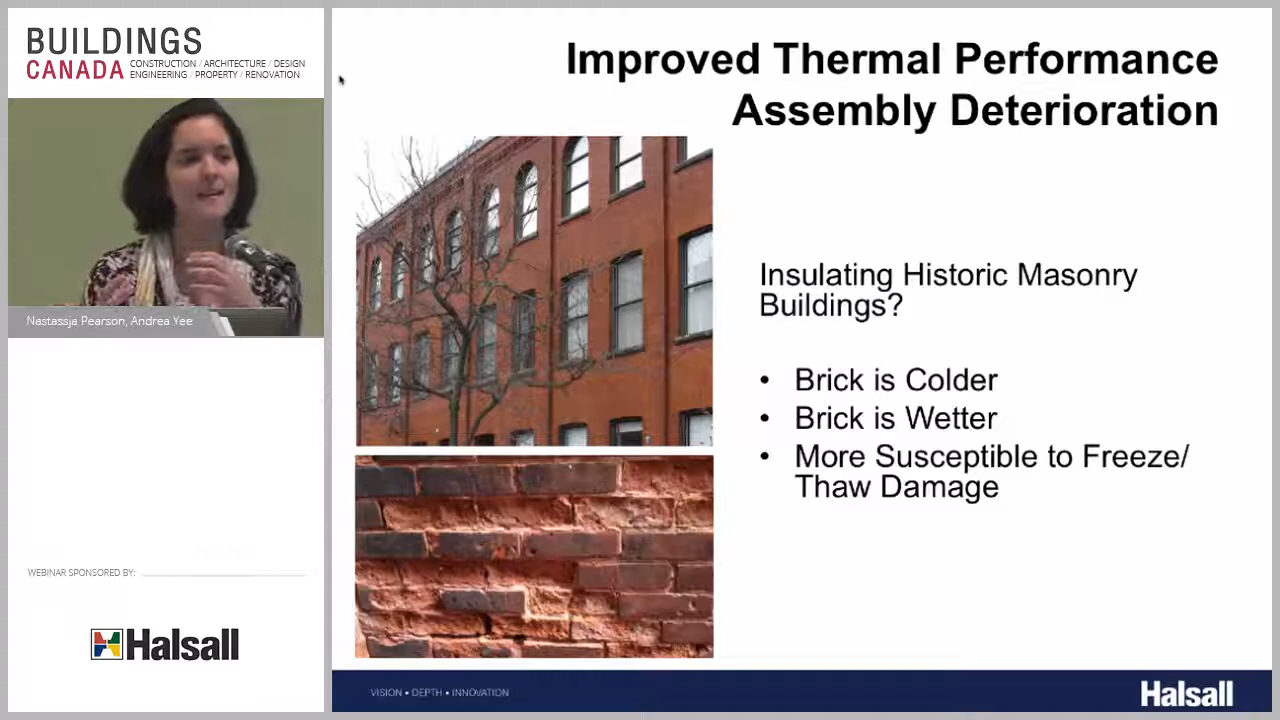 BUILDINGS
CANADA CONSTRUCTION / ARCHITECTURE / DESIGN
ENGINEERING / PROPERTY / RENOVATION
Nastassja Pearson, Andrea Yee
WEBINAR SPONSORED BY:
Halsall
Improved Thermal Performance
Assembly Deterioration
Insulating Historic Masonry
Buildings?
• Brick is Colder
• Brick is Wetter
• More Susceptible to Freeze/
Thaw Damage
VISION • DEPTH • INNOVATION
Halsall